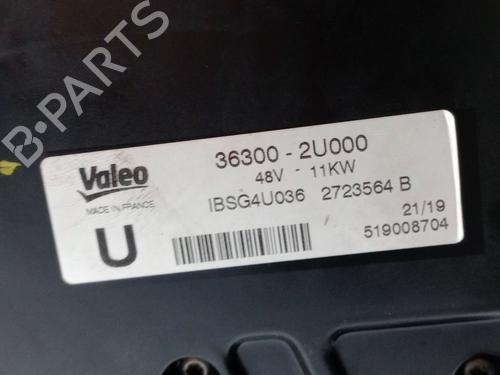 B-PARTS
Valeo
MADE IN FRANCE
U
36300 - 2U000
48V - 11KW
IBSG4U036 2723564 B
21/19
519008704